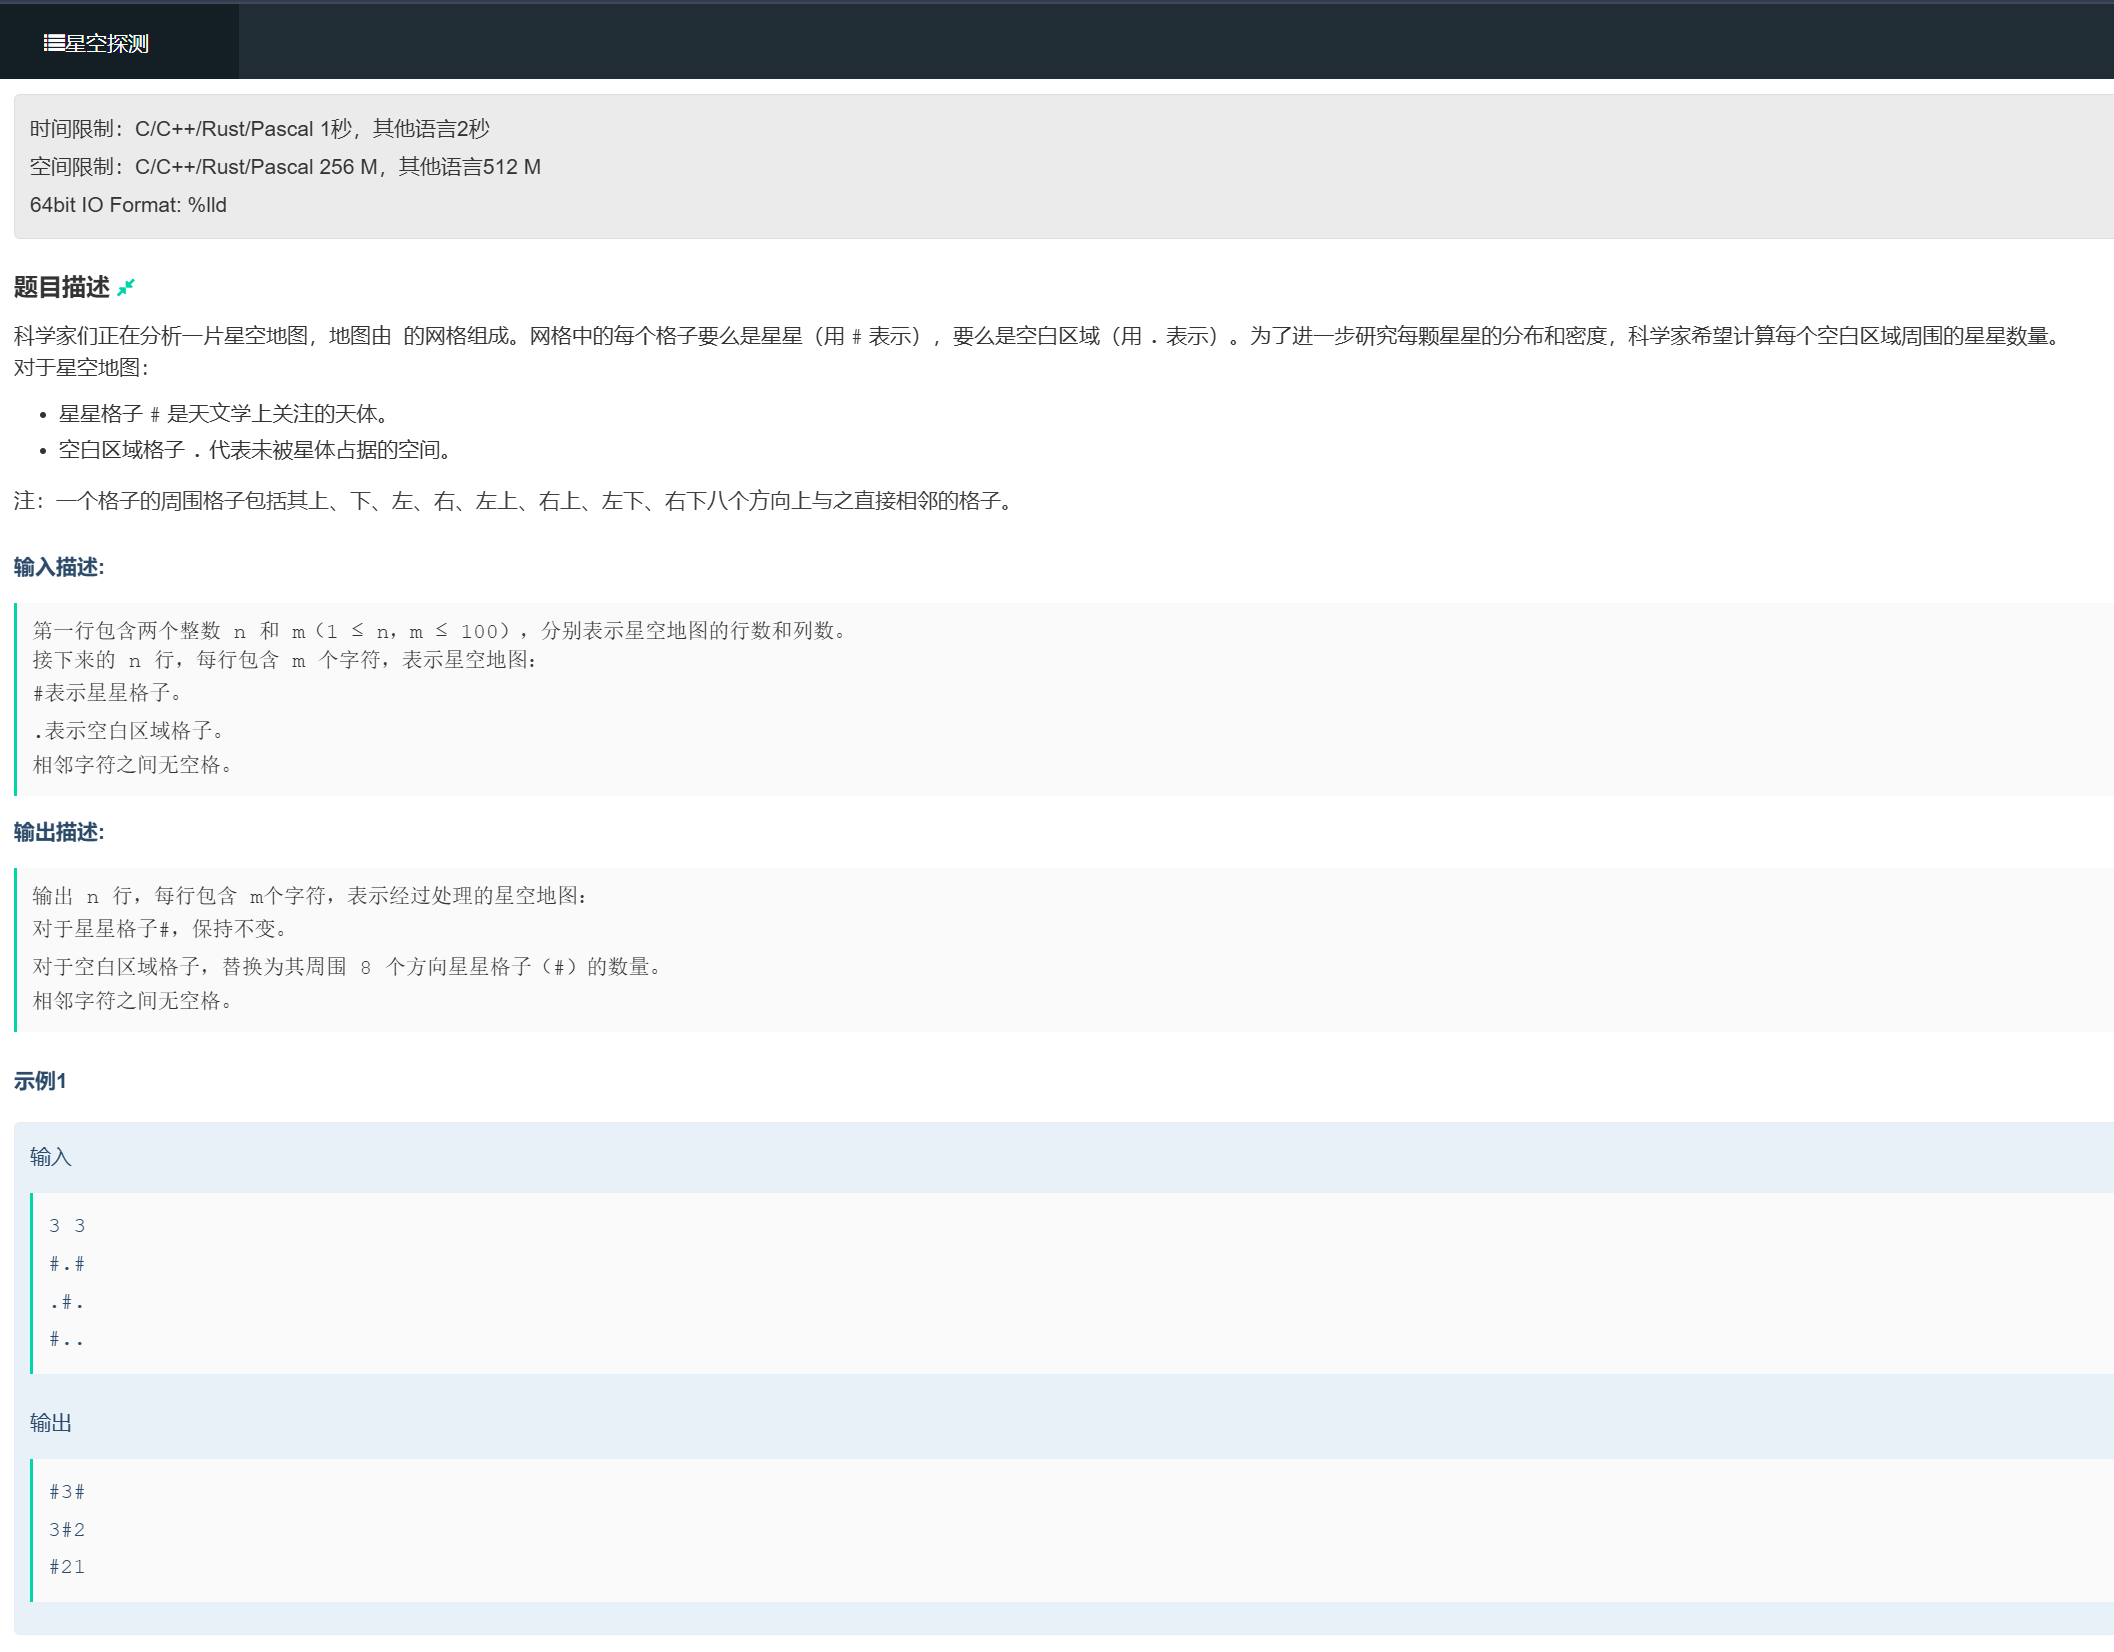 星空探测
时间限制：C/C++/Rust/Pascal 1秒，其他语言2秒
空间限制：C/C++/Rust/Pascal 256 M，其他语言512 M
64bit IO Format: %lld
题目描述
科学家们正在分析一片星空地图，地图由 的网格组成。网格中的每个格子要么是星星（用 # 表示），要么是空白区域（用 . 表示）。为了进一步研究每颗星星的分布和密度，科学家希望计算每个空白区域周围的星星数量。
对于星空地图：
• 星星格子 # 是天文学上关注的天体。
• 空白区域格子 . 代表未被星体占据的空间。
注：一个格子的周围格子包括其上、下、左、右、左上、右上、左下、右下八个方向上与之直接相邻的格子。
输入描述:
第一行包含两个整数 n 和 m（1 ≤ n，m ≤ 100），分别表示星空地图的行数和列数。
接下来的 n 行，每行包含 m 个字符，表示星空地图：
#表示星星格子。
.表示空白区域格子。
相邻字符之间无空格。
输出描述:
输出 n 行，每行包含 m个字符，表示经过处理的星空地图：
对于星星格子#，保持不变。
对于空白区域格子，替换为其周围 8 个方向星星格子（#）的数量。
相邻字符之间无空格。
示例1
输入
3 3
#.#
.#.
#..
输出
#3#
3#2
#21